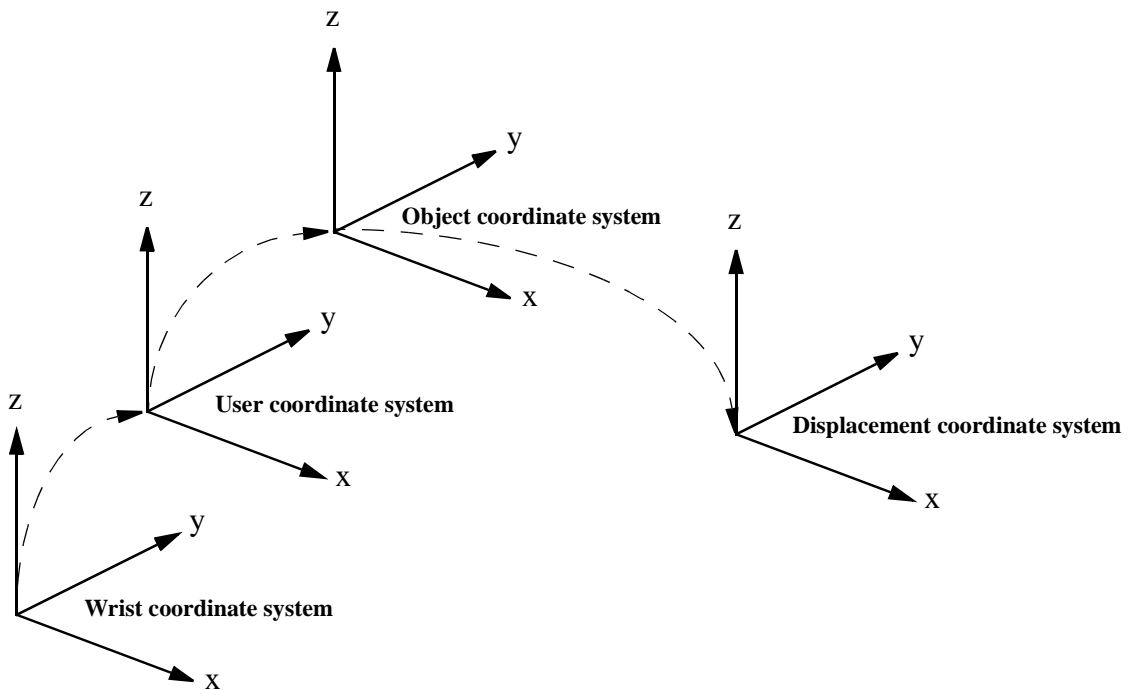 z
y
Object coordinate system
x
z
y
User coordinate system
x
z
y
Displacement coordinate system
x
z
y
Wrist coordinate system
x